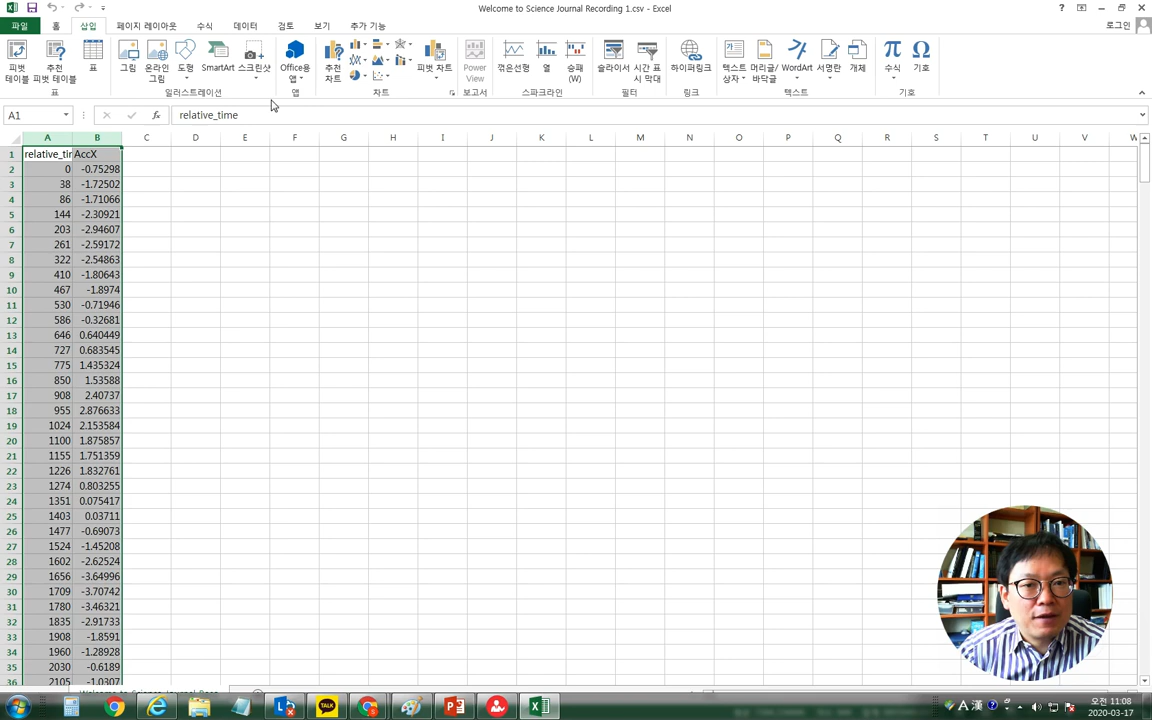 Welcome to Science Journal Recording 1.csv - Excel
파일 홈 삽입 페이지 레이아웃 수식 데이터 검토 보기 추가 기능 로그인
피벗 테이블
추천 피벗 테이블
표
그림
온라인 그림
도형
SmartArt
스크린샷
Office용 앱
추천 차트
피벗 차트
Power View
꺾은선형
열
승패 (W)
슬라이서
시간 표시 막대
하이퍼링크
텍스트 상자
머리글/바닥글
WordArt
서명란
개체
수식
기호
표 일러스트레이션 앱 차트 보고서 스파크라인 필터 링크 텍스트 기호
A1 fx relative_time
A B C D E F G H I J K L M N O P Q R S T U V W
1 relative_tir AccX
2 0 -0.75298
3 38 -1.72502
4 86 -1.71066
5 144 -2.30921
6 203 -2.94607
7 261 -2.59172
8 322 -2.54863
9 410 -1.80643
10 467 -1.8974
11 530 -0.71946
12 586 -0.32681
13 646 0.640449
14 727 0.683545
15 775 1.435324
16 850 1.53588
17 908 2.40737
18 955 2.876633
19 1024 2.153584
20 1100 1.875857
21 1155 1.751359
22 1226 1.832761
23 1274 0.803255
24 1351 0.075417
25 1403 0.03711
26 1477 -0.69073
27 1524 -1.45208
28 1602 -2.62524
29 1656 -3.64996
30 1709 -3.70742
31 1780 -3.46321
32 1835 -2.91733
33 1908 -1.8591
34 1960 -1.28928
35 2030 -0.6189
36 2105 -1.0307
TALK
A 漢
오전 11:08
2020-03-17